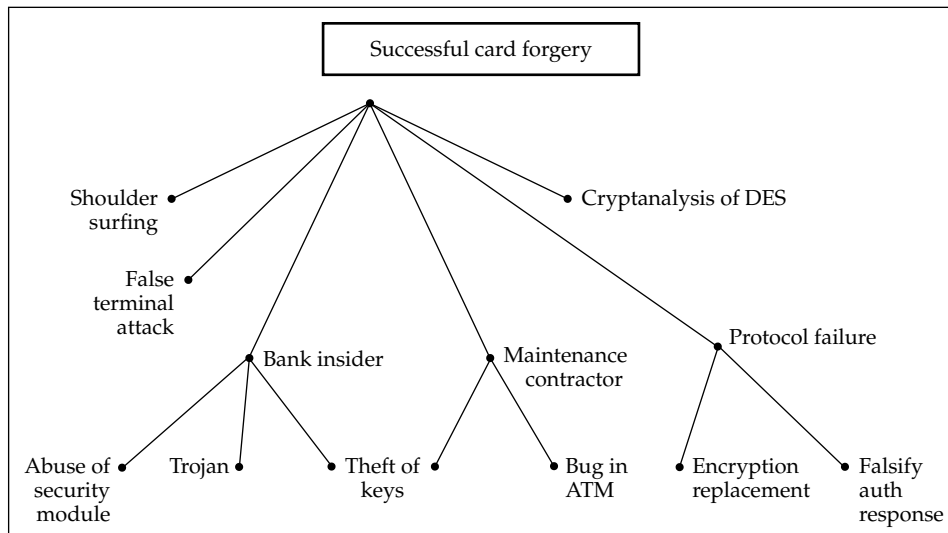 Successful card forgery
Shoulder
surfing
Cryptanalysis of DES
False
terminal
attack
Bank insider
Maintenance
contractor
Protocol failure
Abuse of
security
module
Trojan
Theft of
keys
Bug in
ATM
Encryption
replacement
Falsify
auth
response